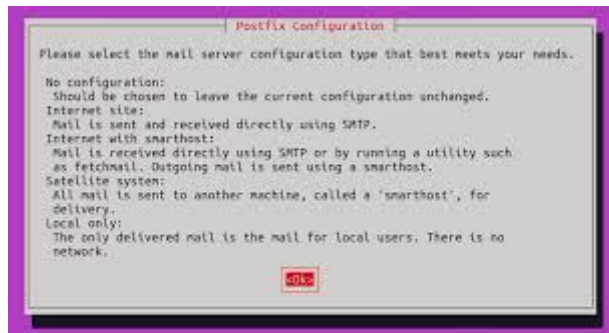 Postfix Configuration
Please select the mail server configuration type that best meets your needs.
No configuration:
Should be chosen to leave the current configuration unchanged.
Internet site:
Mail is sent and received directly using SMTP.
Internet with smarthost:
Mail is received directly using SMTP or by running a utility such
as fetchmail. Outgoing mail is sent using a smarthost.
Satellite system:
All mail is sent to another machine, called a 'smarthost', for
delivery.
Local only:
The only delivered mail is the mail for local users. There is no
network.
<Ok>